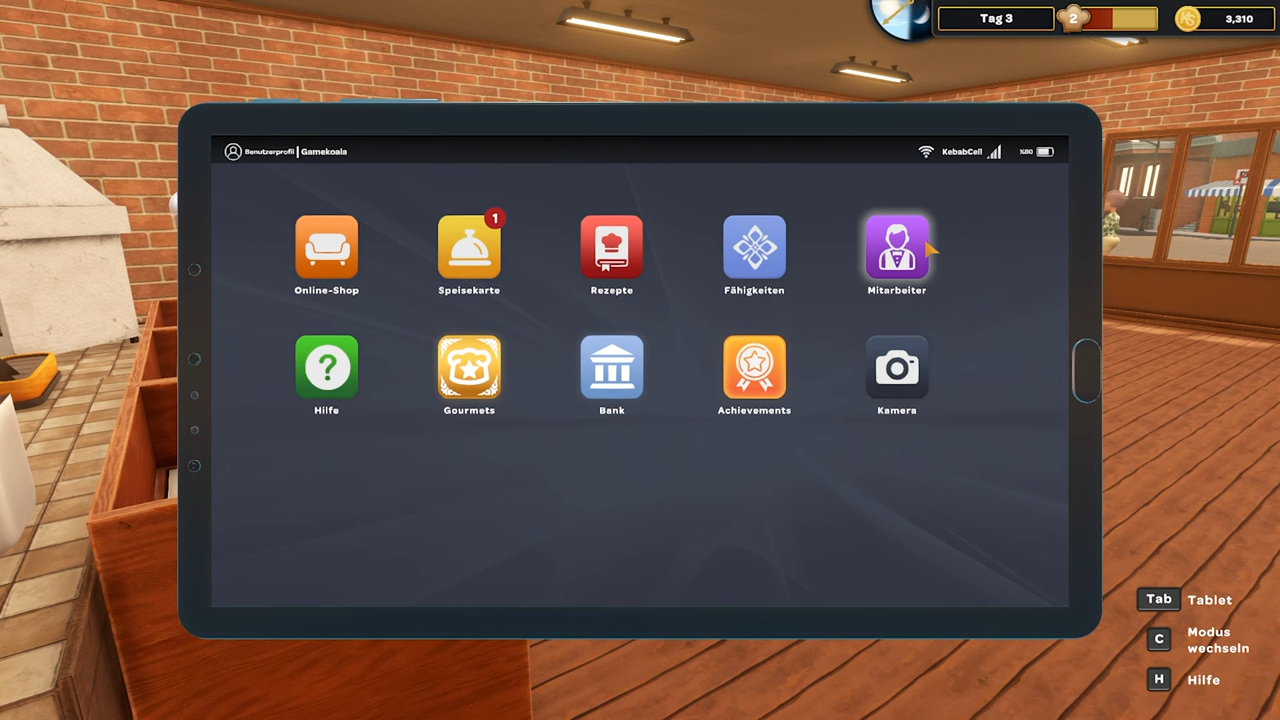 Tag 3
2
3,310
Benutzerprofil | Gamekoala
KebabCell
%80
1
Online-Shop
Speisekarte
Rezepte
Fähigkeiten
Mitarbeiter
?
Hilfe
Gourmets
Bank
Achievements
Kamera
Tab Tablet
C Modus
wechseln
H Hilfe